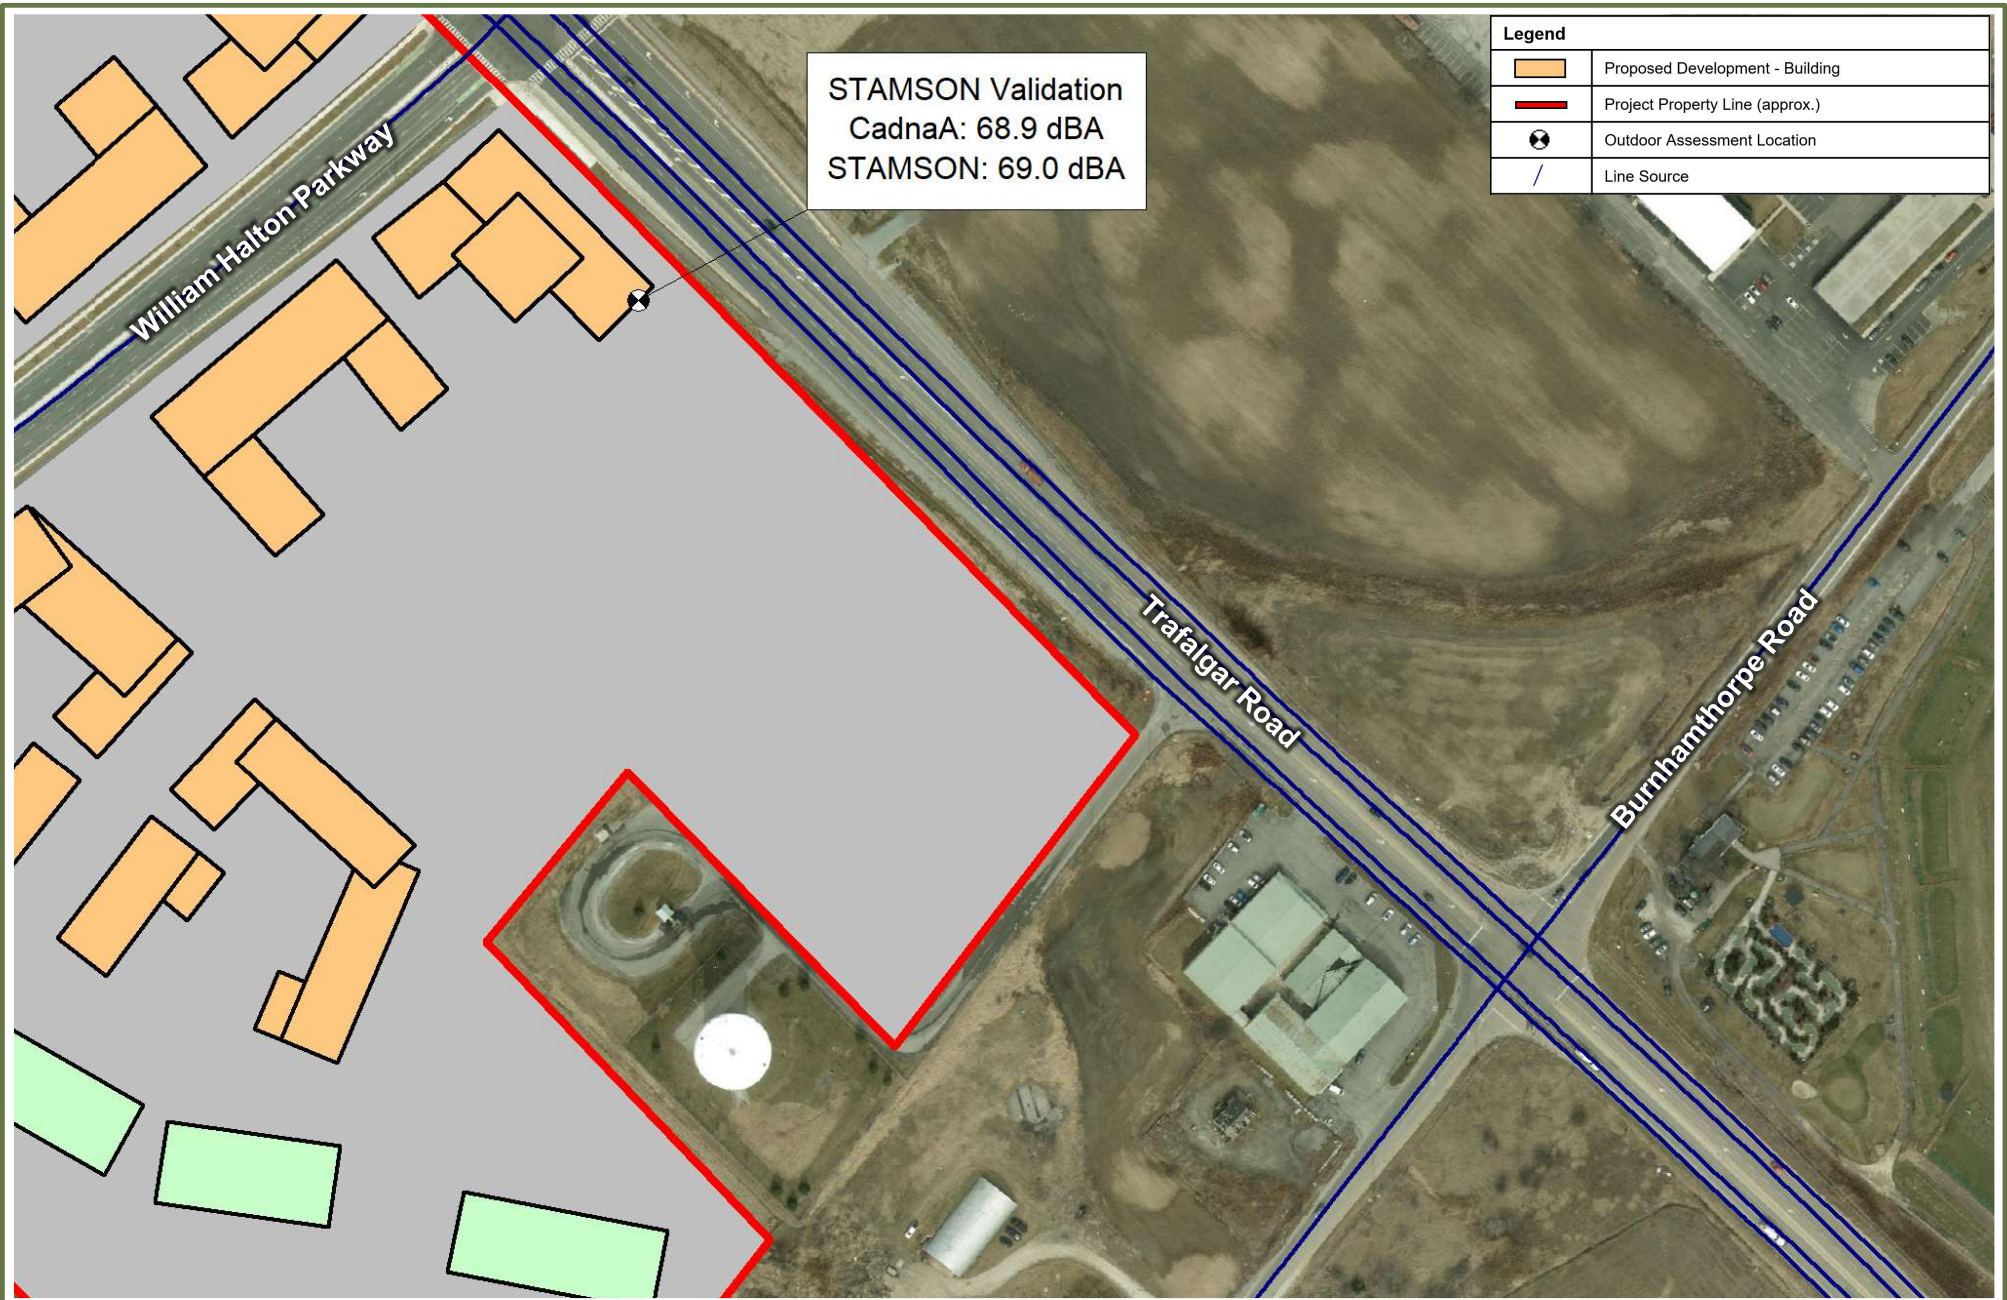 STAMSON Validation
CadnaA: 68.9 dBA
STAMSON: 69.0 dBA
Legend
Proposed Development - Building
Project Property Line (approx.)
Outdoor Assessment Location
Line Source
William Halton Parkway
Trafalgar Road
Burnhamthorpe Road